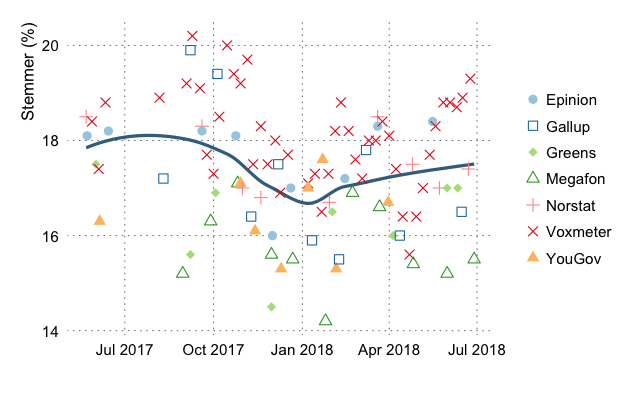 Stemmer (%)
20
18
16
14
Jul 2017
Oct 2017
Jan 2018
Apr 2018
Jul 2018
Epinion
Gallup
Greens
Megafon
Norstat
Voxmeter
YouGov